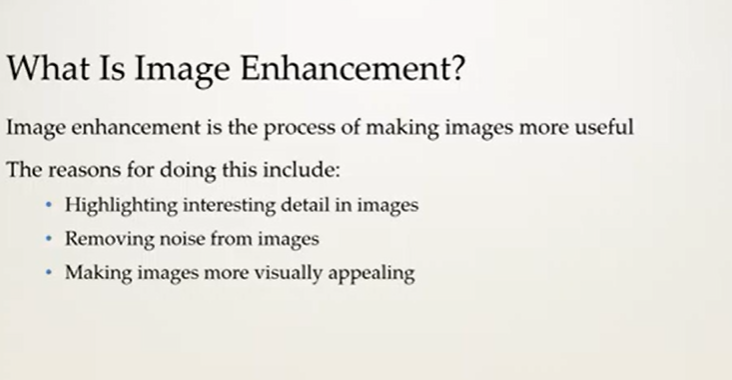 What Is Image Enhancement?
Image enhancement is the process of making images more useful
The reasons for doing this include:
• Highlighting interesting detail in images
• Removing noise from images
• Making images more visually appealing